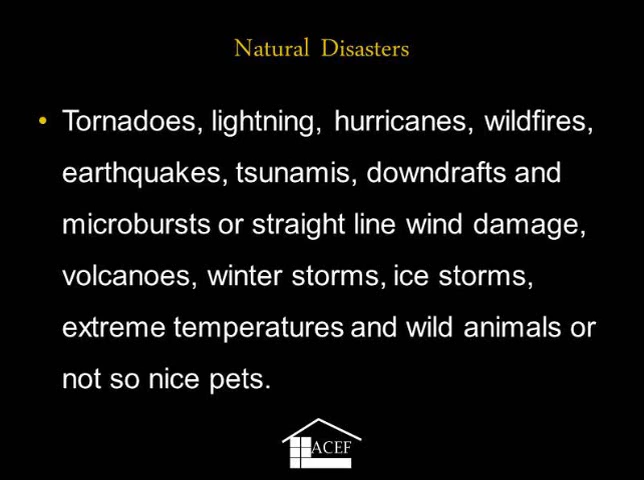 Natural Disasters
• Tornadoes, lightning, hurricanes, wildfires,
earthquakes, tsunamis, downdrafts and
microbursts or straight line wind damage,
volcanoes, winter storms, ice storms,
extreme temperatures and wild animals or
not so nice pets.
ACEF